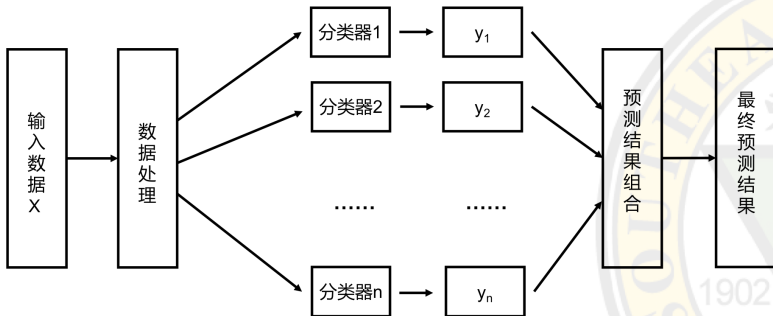 输入数据X
数据处理
分类器1
y₁
分类器2
y₂
......
......
分类器n
yₙ
预测结果组合
最终预测结果
SOUTHEA
1902